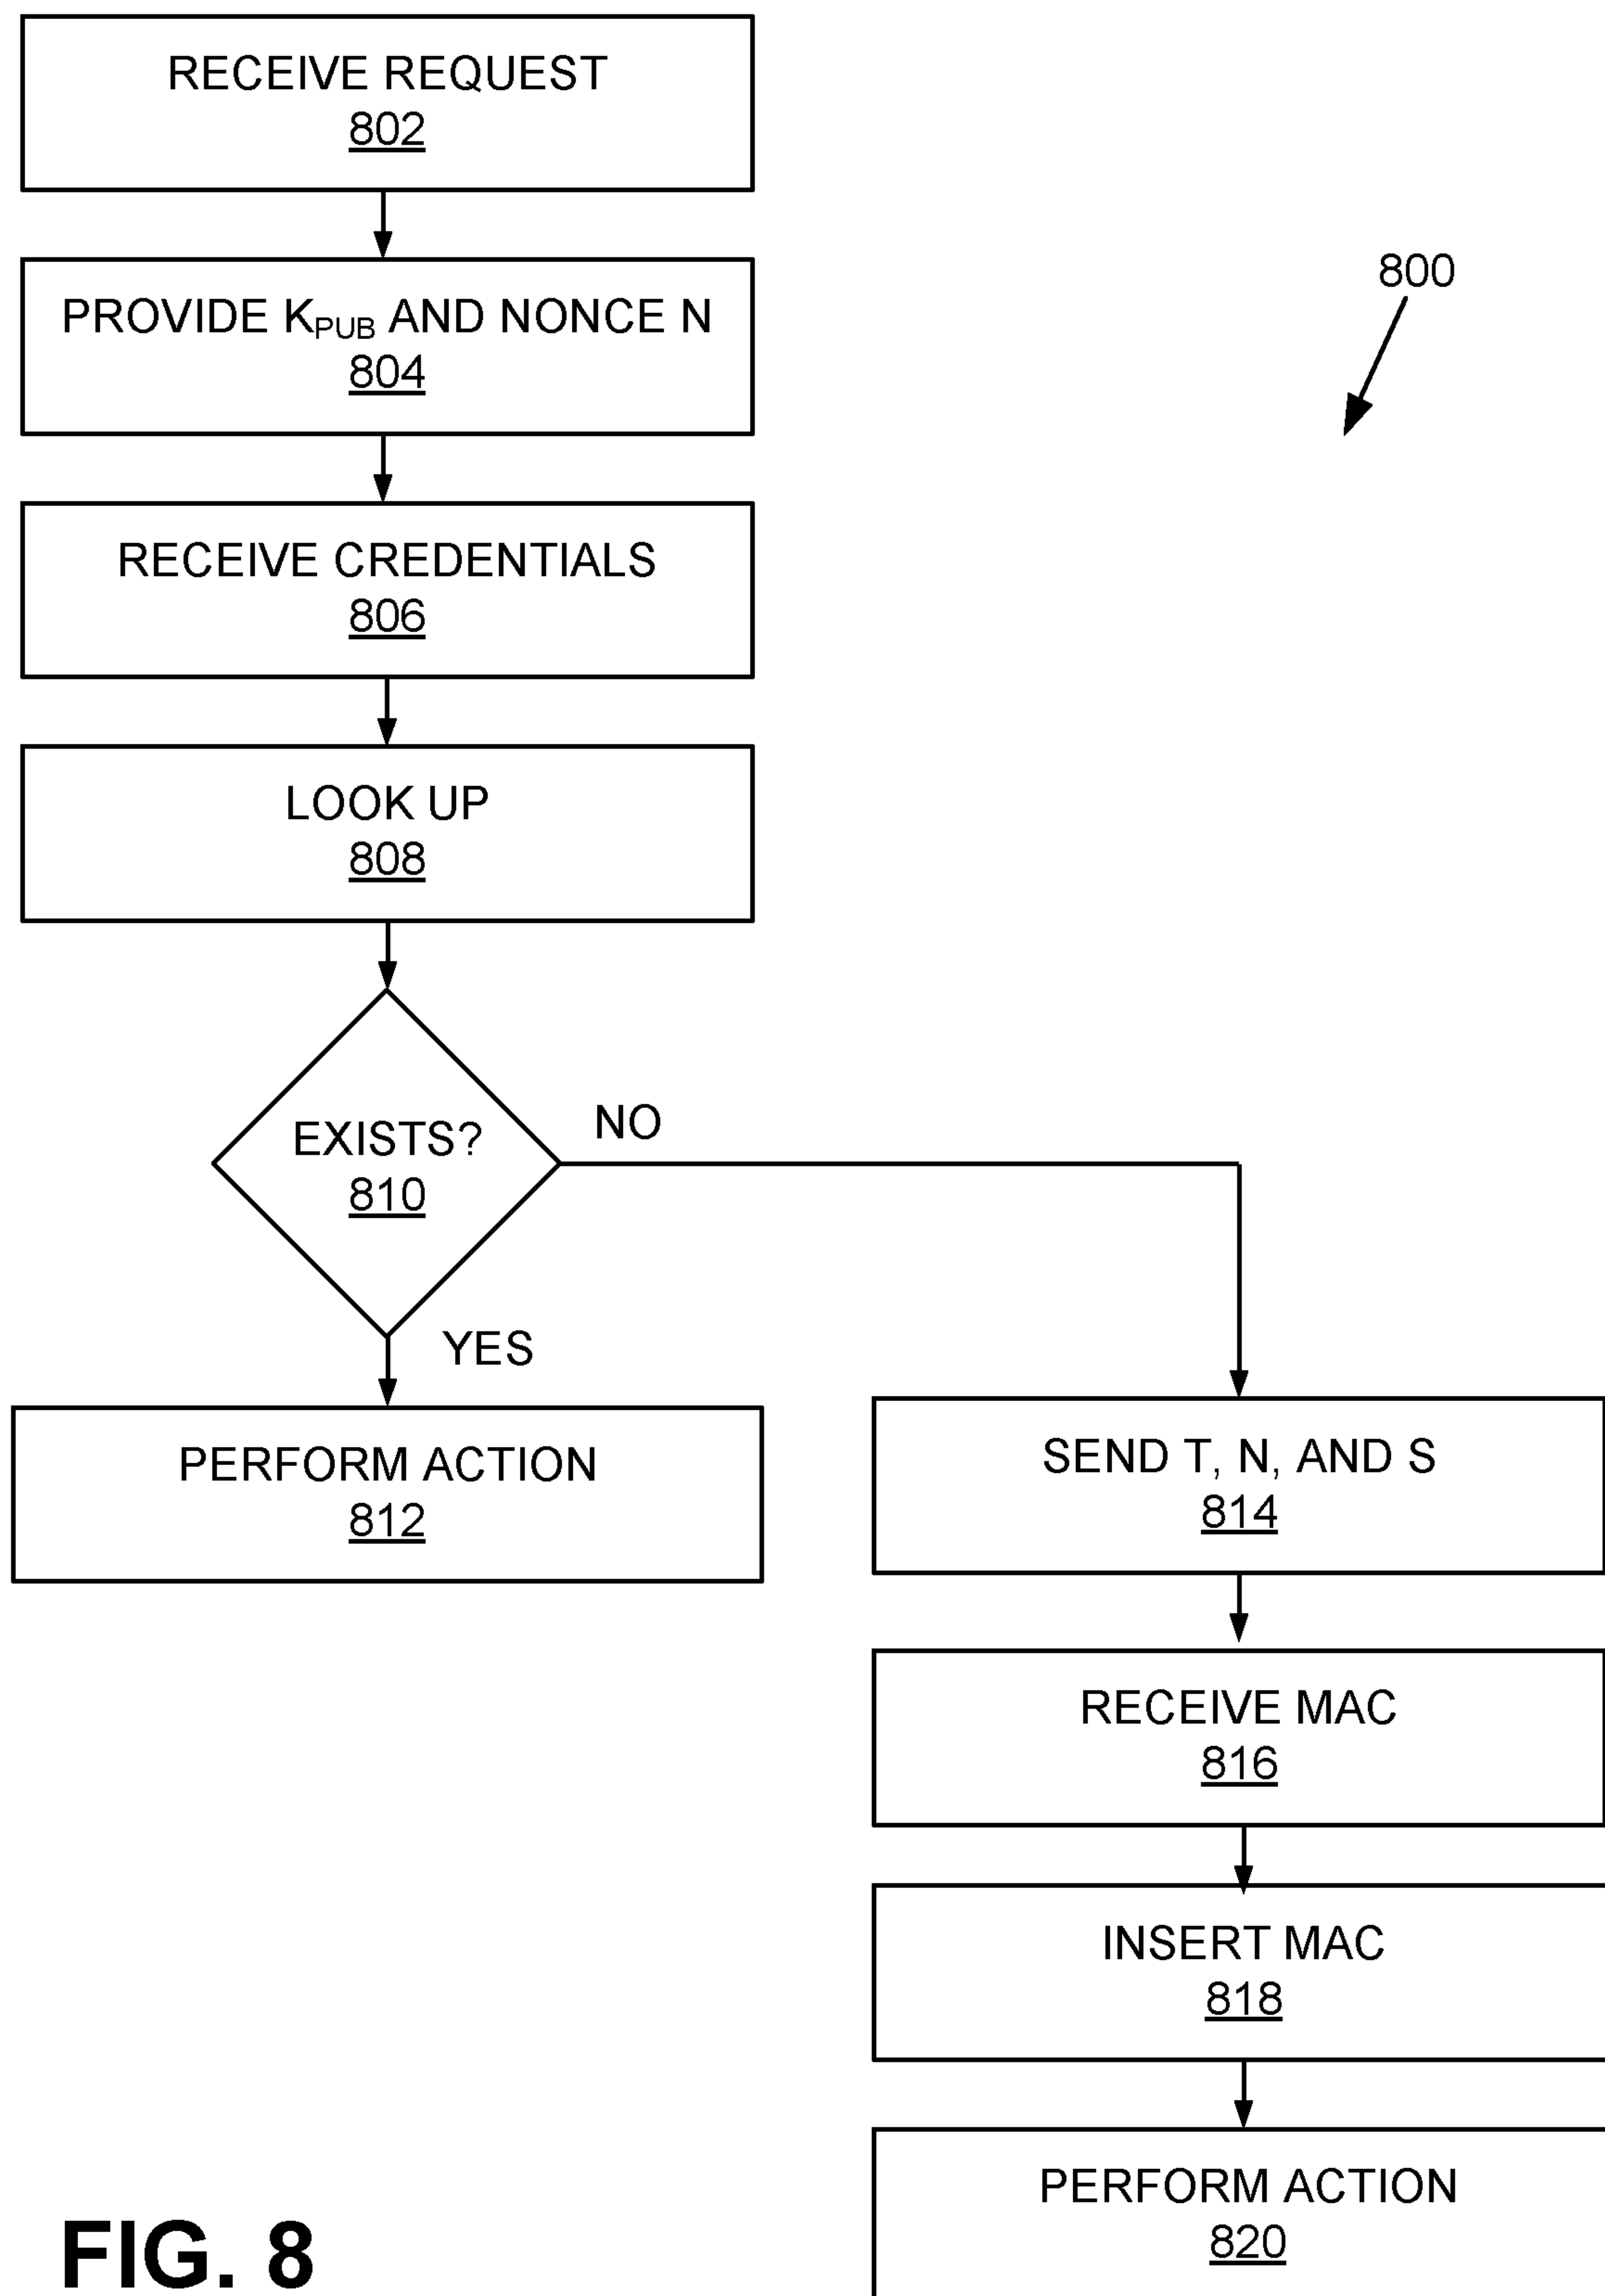 RECEIVE REQUEST
802
PROVIDE KPUB AND NONCE N
804
800
RECEIVE CREDENTIALS
806
LOOK UP
808
EXISTS?
810
NO
YES
PERFORM ACTION
812
SEND T, N, AND S
814
RECEIVE MAC
816
INSERT MAC
818
PERFORM ACTION
820
FIG. 8